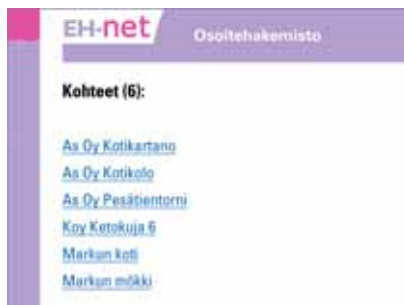 EH-net
Osoitehakemisto
Kohteet (6):
As Oy Kotikartano
As Oy Kotikolo
As Oy Pesätientorni
Koy Ketokuja 6
Markun koti
Markun mökki